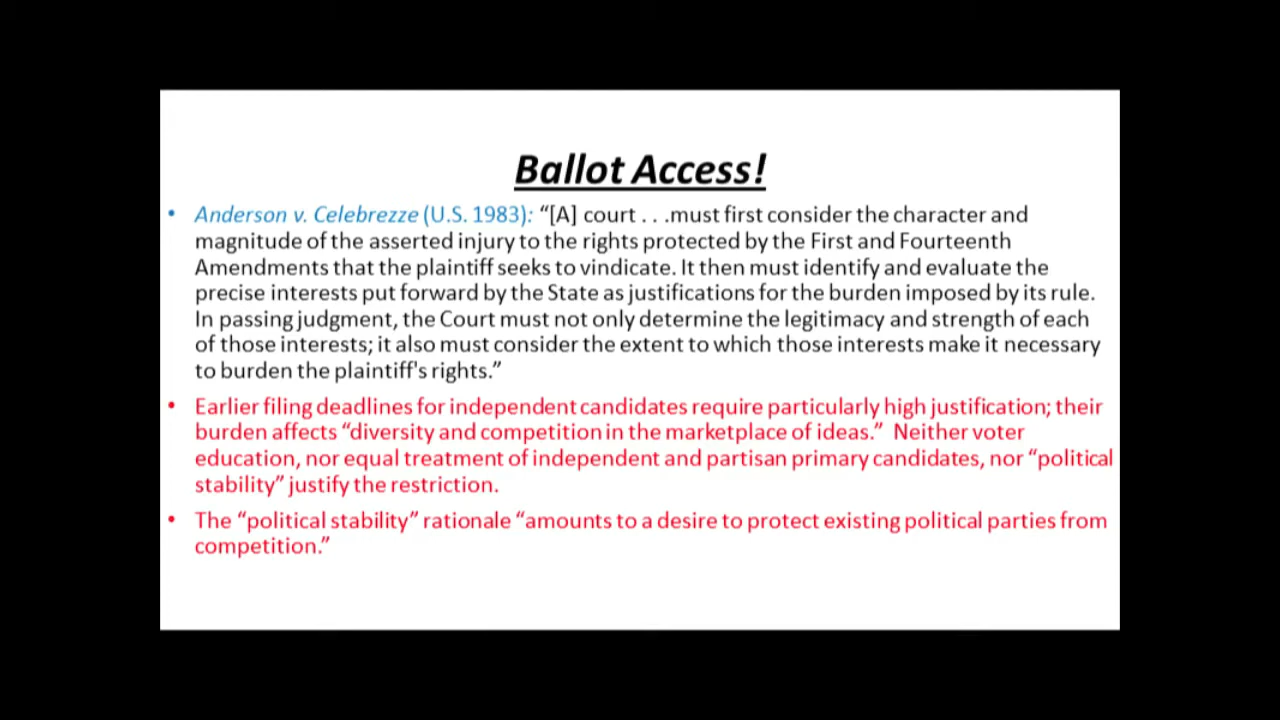 Ballot Access!
• Anderson v. Celebrezze (U.S. 1983): “[A] court . . .must first consider the character and
magnitude of the asserted injury to the rights protected by the First and Fourteenth
Amendments that the plaintiff seeks to vindicate. It then must identify and evaluate the
precise interests put forward by the State as justifications for the burden imposed by its rule.
In passing judgment, the Court must not only determine the legitimacy and strength of each
of those interests; it also must consider the extent to which those interests make it necessary
to burden the plaintiff's rights.”
• Earlier filing deadlines for independent candidates require particularly high justification; their
burden affects “diversity and competition in the marketplace of ideas.” Neither voter
education, nor equal treatment of independent and partisan primary candidates, nor “political
stability” justify the restriction.
• The “political stability” rationale “amounts to a desire to protect existing political parties from
competition.”